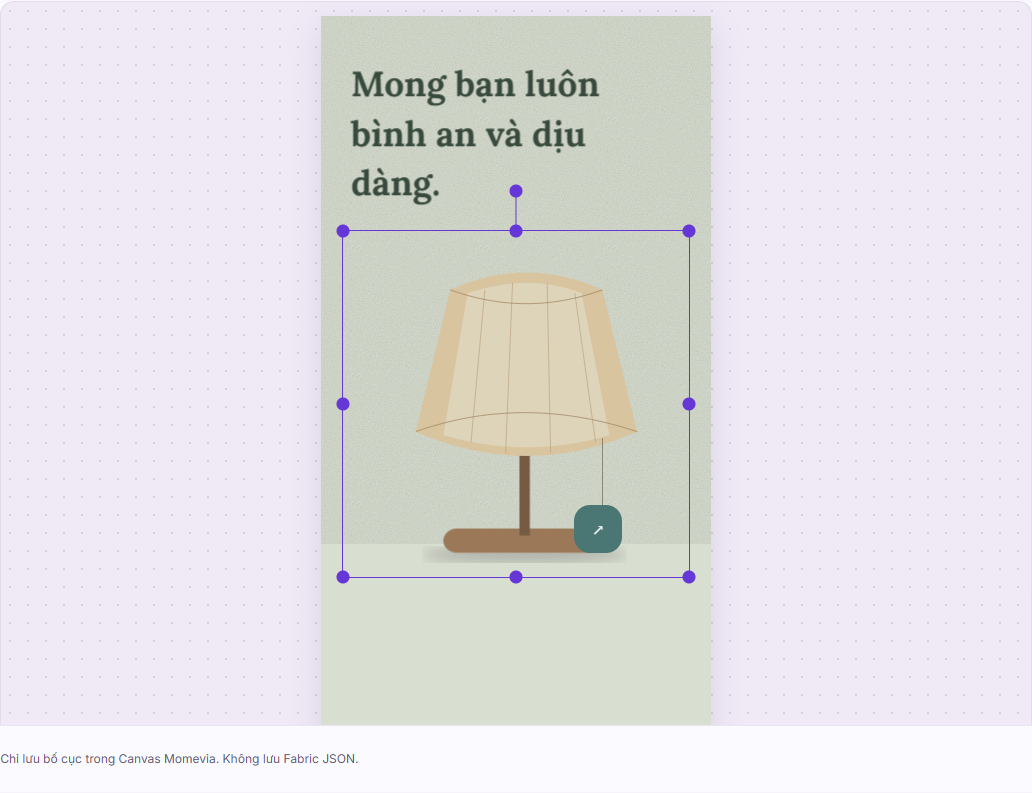 Mong bạn luôn
bình an và dịu
dàng.
↗
Chỉ lưu bố cục trong Canvas Momevia. Không lưu Fabric JSON.